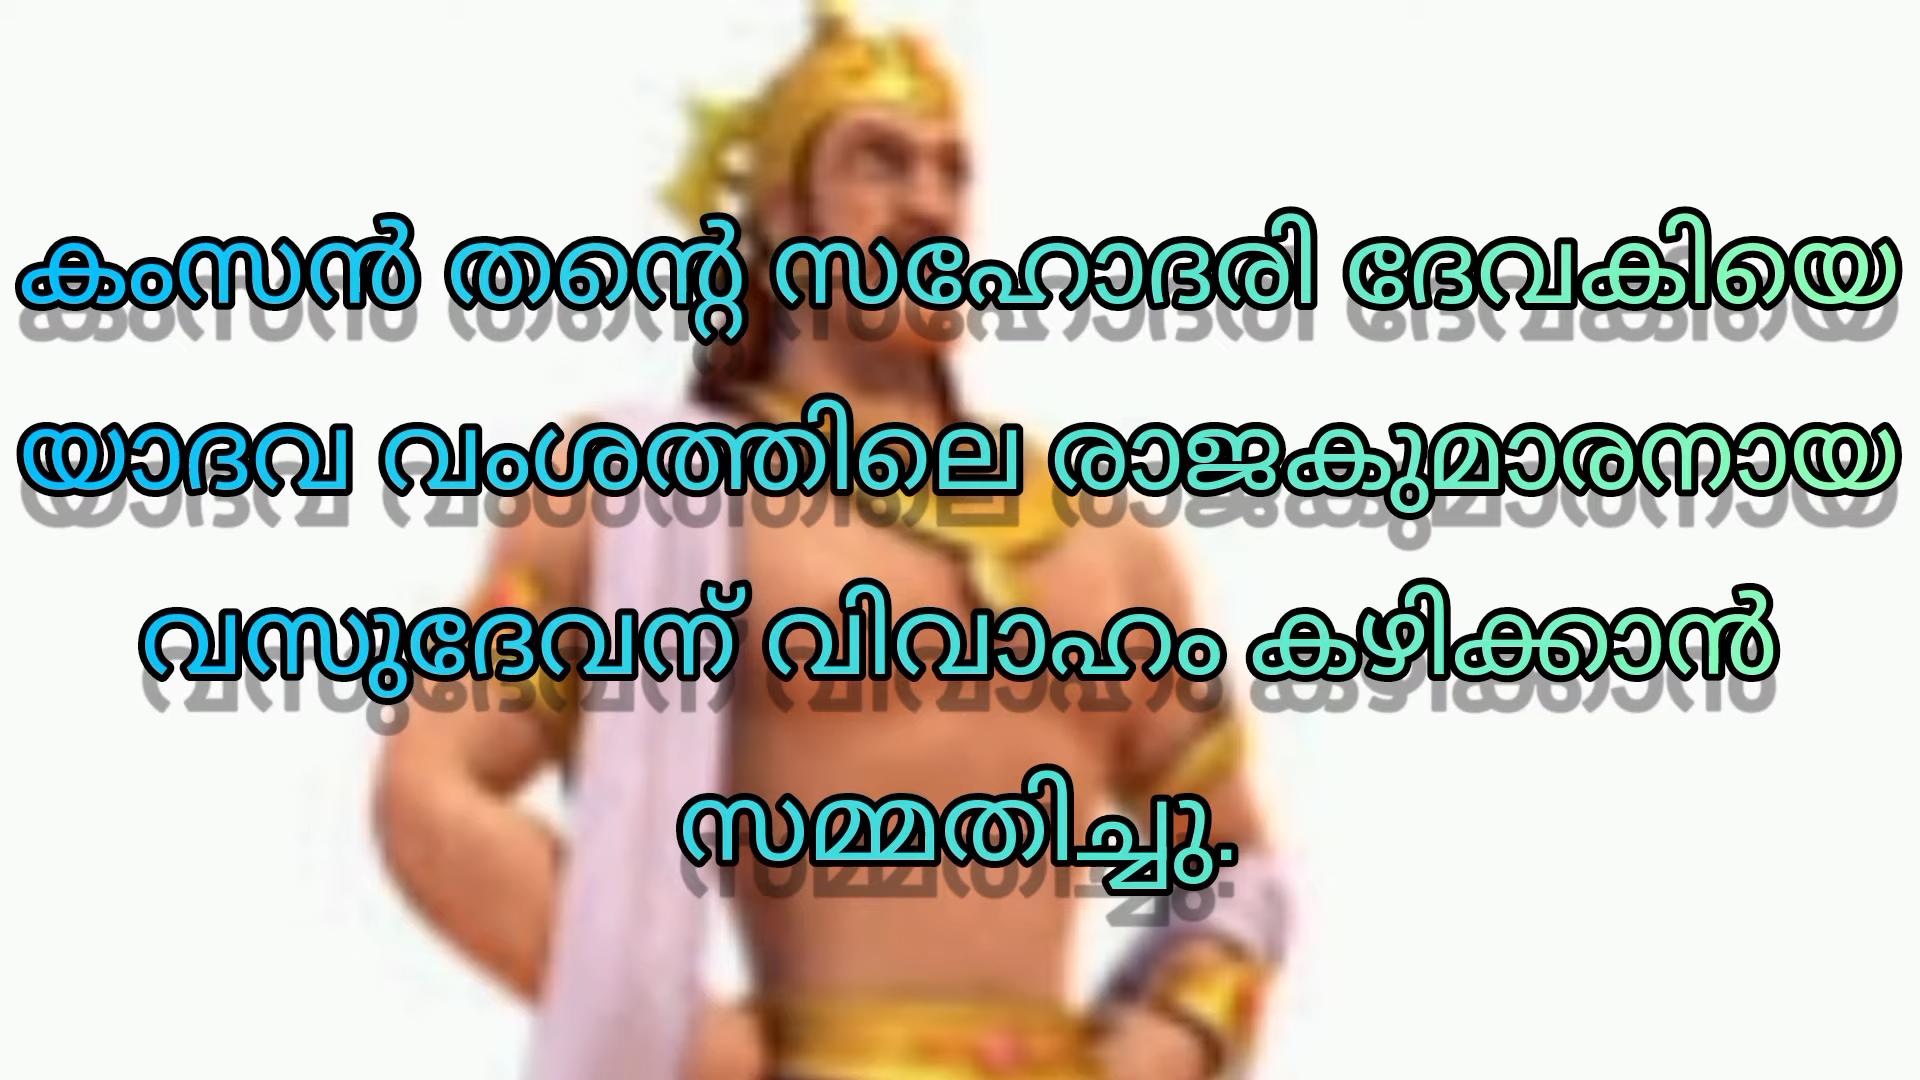 കംസൻ തന്റെ സഹോദരി ദേവകിയെ
യാദവ വംശത്തിലെ രാജകുമാരനായ
വസുദേവന് വിവാഹം കഴിക്കാൻ
സമ്മതിച്ചു.